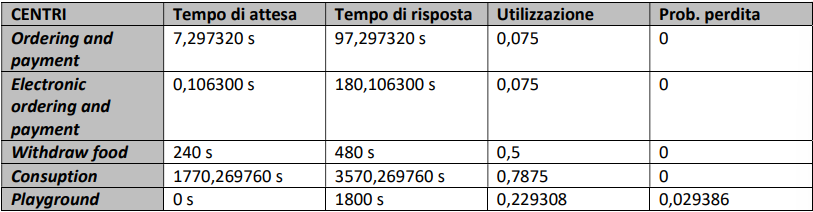 CENTRI Tempo di attesa Tempo di risposta Utilizzazione Prob. perdita
Ordering and 7,297320 s 97,297320 s 0,075 0
payment
Electronic 0,106300 s 180,106300 s 0,075 0
ordering and
payment
Withdraw food 240 s 480 s 0,5 0
Consuption 1770,269760 s 3570,269760 s 0,7875 0
Playground 0 s 1800 s 0,229308 0,029386